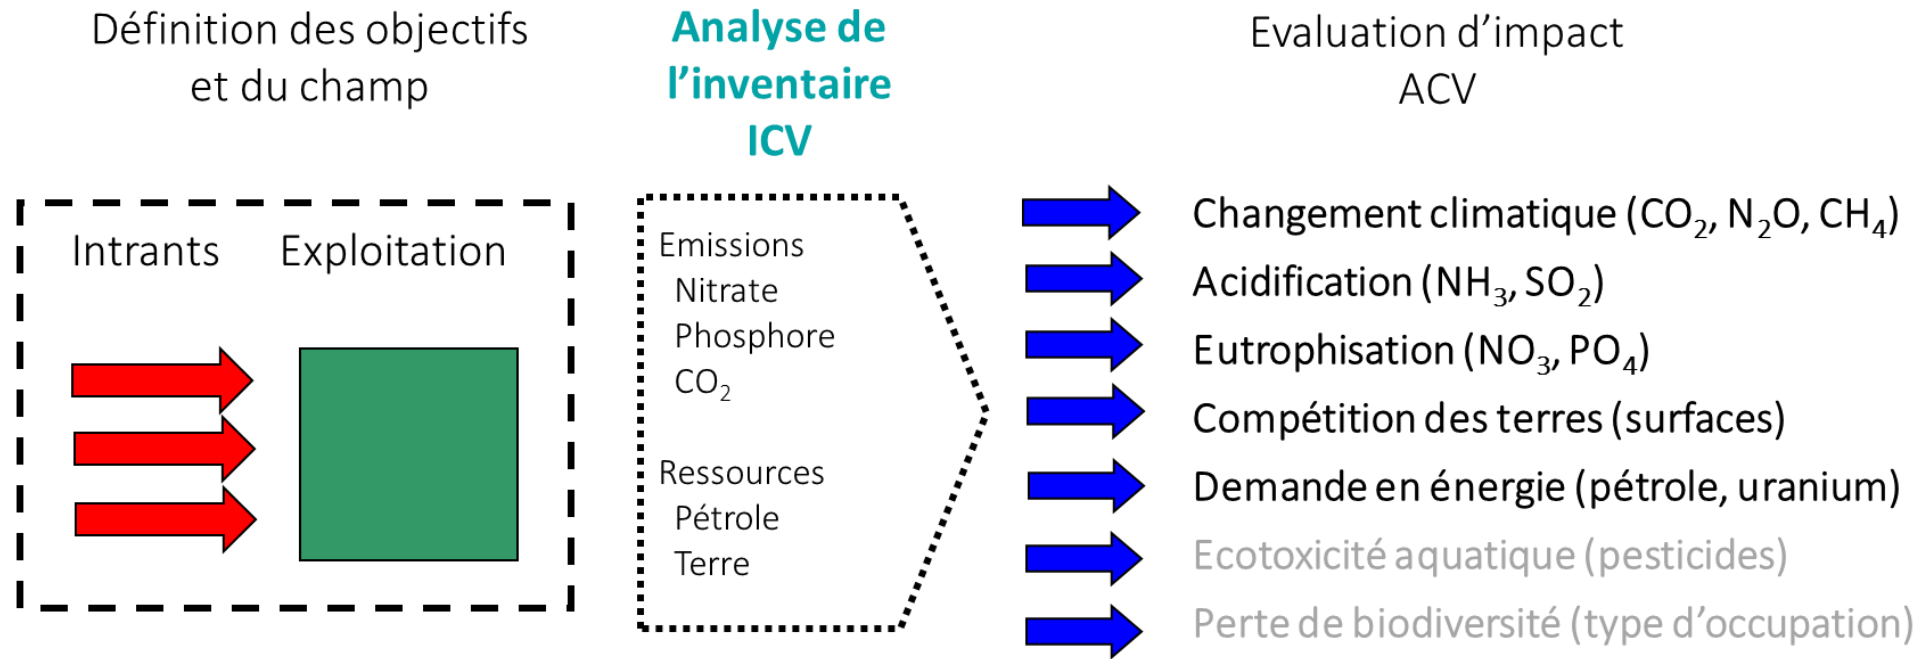 Définition des objectifs
et du champ
Analyse de
l’inventaire
ICV
Evaluation d’impact
ACV
Intrants
Exploitation
Emissions
Nitrate
Phosphore
CO₂
Ressources
Pétrole
Terre
Changement climatique (CO₂, N₂O, CH₄)
Acidification (NH₃, SO₂)
Eutrophisation (NO₃, PO₄)
Compétition des terres (surfaces)
Demande en énergie (pétrole, uranium)
Ecotoxicité aquatique (pesticides)
Perte de biodiversité (type d’occupation)